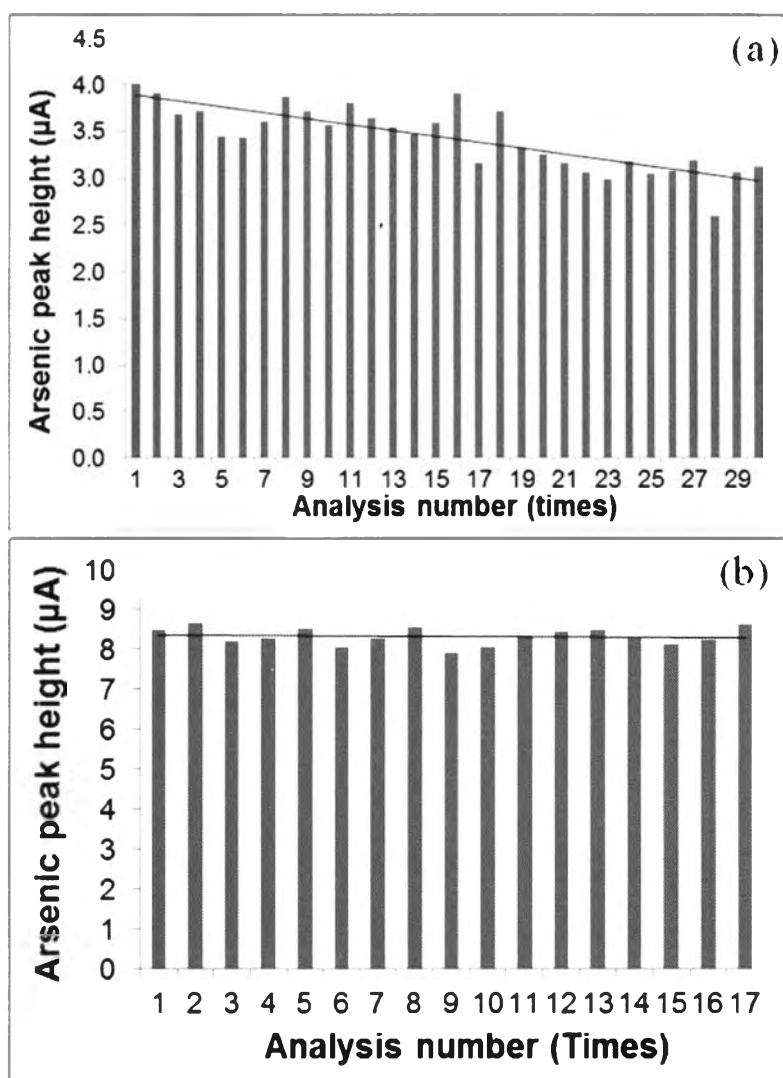 (a)
Arsenic peak height (µA)
4.5
4.0
3.5
3.0
2.5
2.0
1.5
1.0
0.5
0.0
1 3 5 7 9 11 13 15 17 19 21 23 25 27 29
Analysis number (times)
(b)
Arsenic peak height (µA)
10
9
8
7
6
5
4
3
2
1
0
1 2 3 4 5 6 7 8 9 10 11 12 13 14 15 16 17
Analysis number (Times)